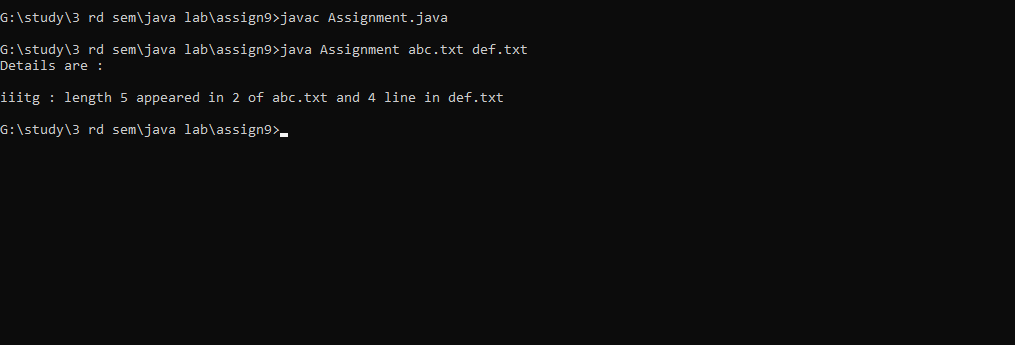 G:\study\3 rd sem\java lab\assign9>javac Assignment.java
G:\study\3 rd sem\java lab\assign9>java Assignment abc.txt def.txt
Details are :
iiitg : length 5 appeared in 2 of abc.txt and 4 line in def.txt
G:\study\3 rd sem\java lab\assign9>